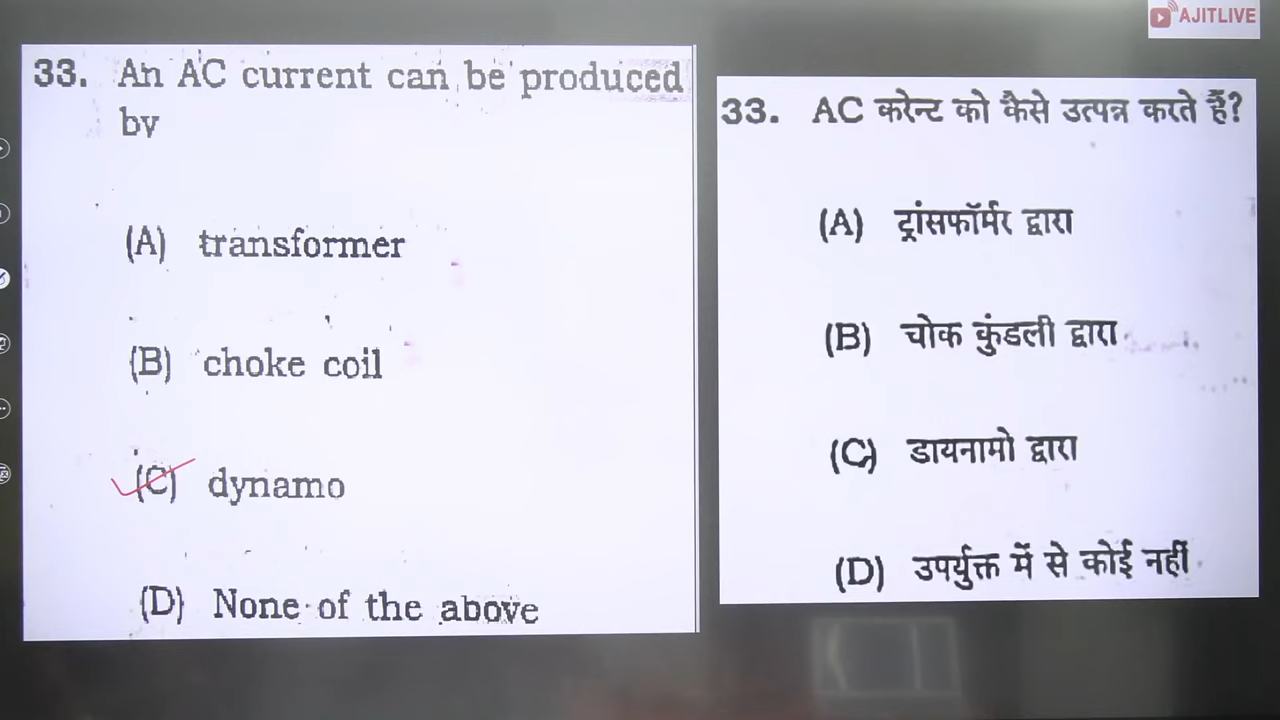 AJITLIVE
33. An AC current can be produced
by
(A) transformer
(B) choke coil
(C) dynamo
(D) None of the above
33. AC करेन्ट को कैसे उत्पन्न करते हैं?
(A) ट्रांसफॉर्मर द्वारा
(B) चोक कुंडली द्वारा
(C) डायनामो द्वारा
(D) उपर्युक्त में से कोई नहीं